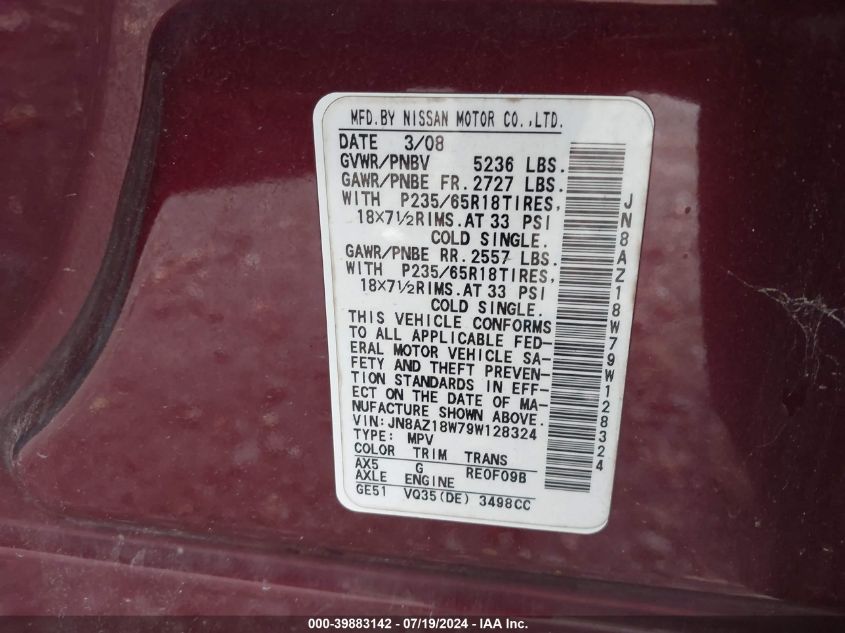 MFD.BY NISSAN MOTOR CO.,LTD.
DATE 3/08
GVWR/PNBV 5236 LBS.
GAWR/PNBE FR. 2727 LBS.
WITH P235/65R18TIRES,
18×7½RIMS.AT 33 PSI
COLD SINGLE.
GAWR/PNBE RR. 2557 LBS.
WITH P235/65R18TIRES,
18×7½RIMS.AT 33 PSI
COLD SINGLE.
THIS VEHICLE CONFORMS
TO ALL APPLICABLE FED-
ERAL MOTOR VEHICLE SA-
FETY AND THEFT PREVEN-
TION STANDARDS IN EFF-
ECT ON THE DATE OF MA-
NUFACTURE SHOWN ABOVE.
VIN:JN8AZ18W79W128324
TYPE: MPV
COLOR TRIM TRANS
AX5 G RE0F09B
AXLE ENGINE
GE51 VQ35(DE) 3498CC
JN8AZ18W79W128324
000-39883142 - 07/19/2024 - IAA Inc.